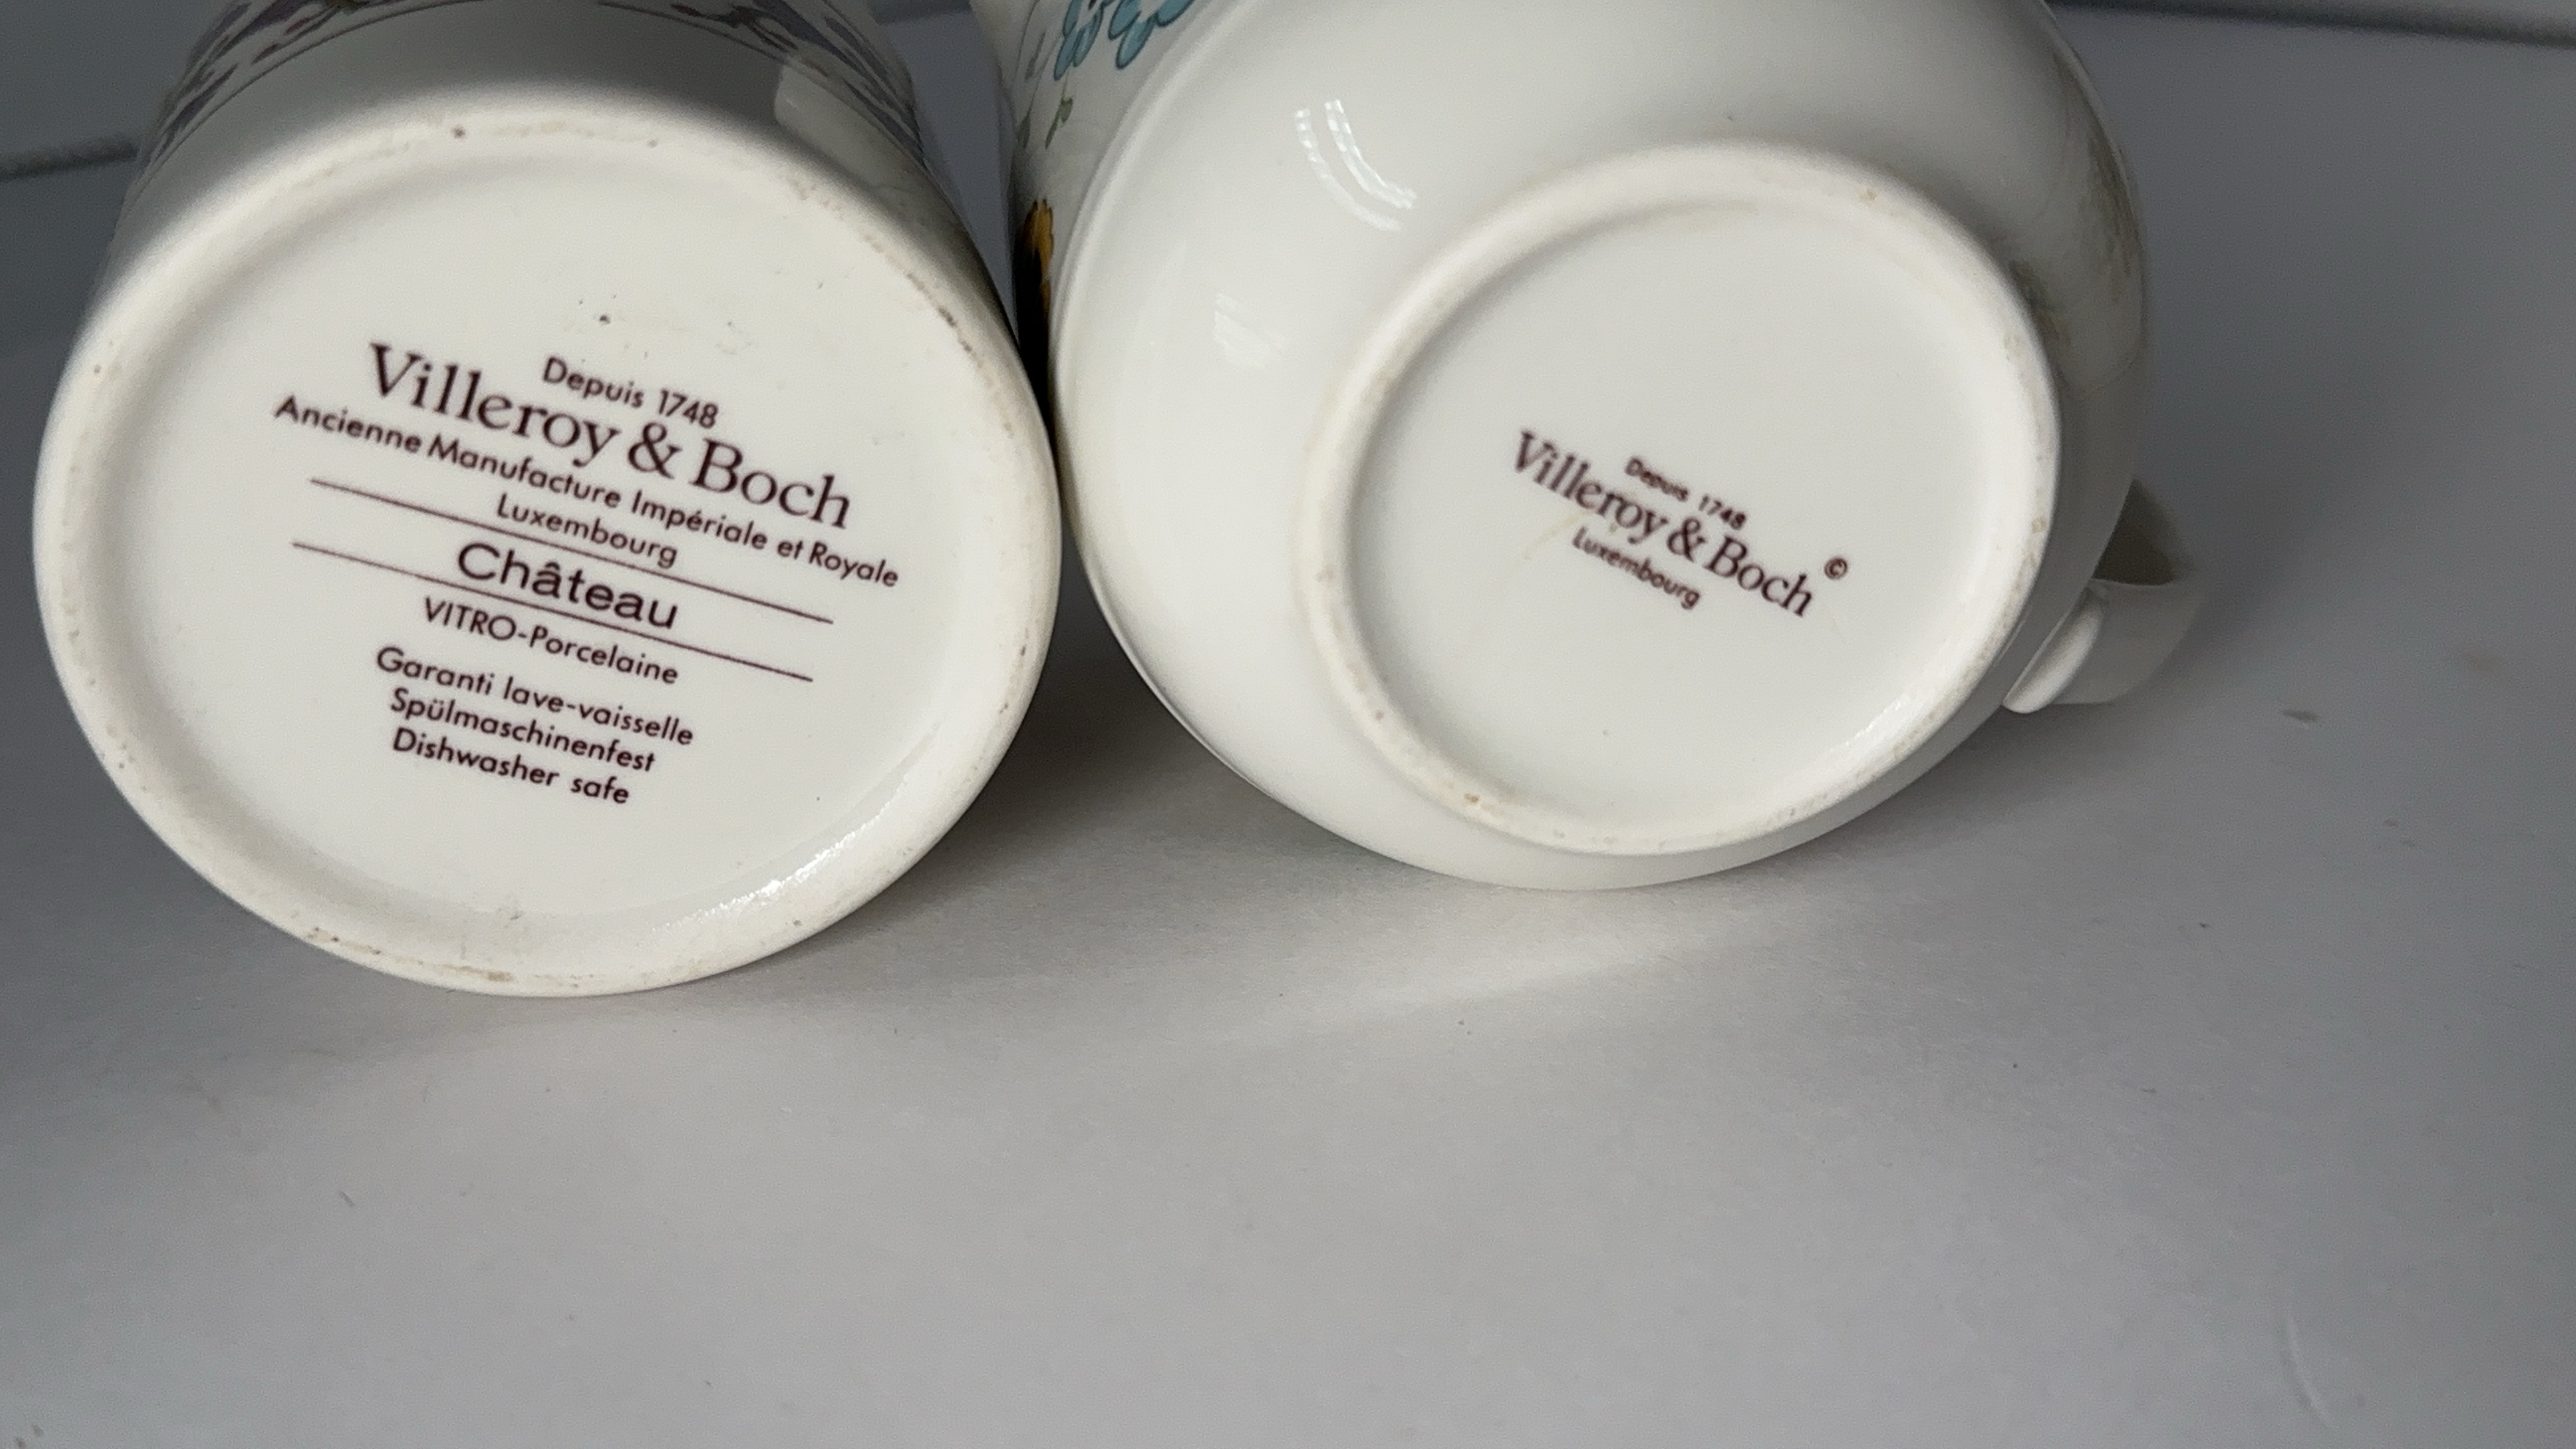 Depuis 1748
Villeroy & Boch
Ancienne Manufacture Impériale et Royale
Luxembourg
Château
VITRO-Porcelaine
Garanti lave-vaisselle
Spülmaschinenfest
Dishwasher safe
Depuis 1748
Villeroy & Boch ©
Luxembourg